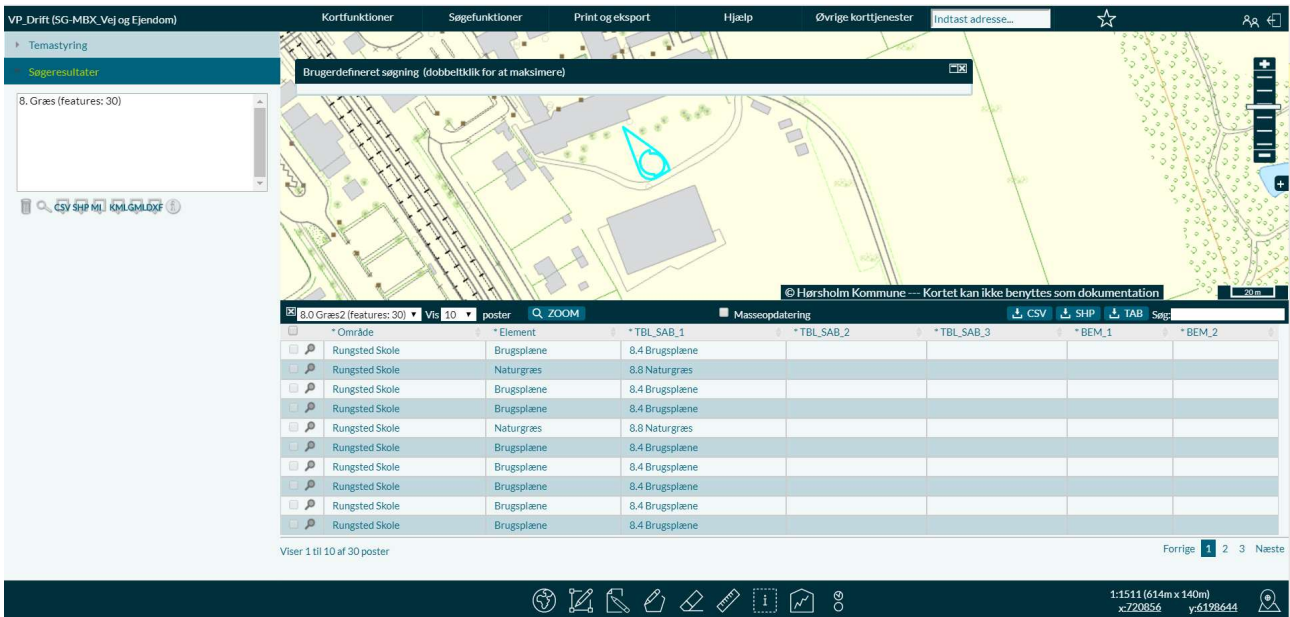 VP_Drift (SG-MBX_Vej og Ejendom) Kortfunktioner Søgefunktioner Print og eksport Hjælp Øvrige korttjenester Indtast adresse...
Temastyring
Søgeresultater
8. Græs (features: 30)
CSV SHP MI KML GML DXF
Brugerdefineret søgning (dobbeltklik for at maksimere)
© Hørsholm Kommune --- Kortet kan ikke benyttes som dokumentation
20 m
8.0 Græs2 (features: 30) Vis 10 poster ZOOM Masseopdatering CSV SHP TAB Søg:
* Område * Element * TBL_SAB_1 * TBL_SAB_2 * TBL_SAB_3 * BEM_1 * BEM_2
Rungsted Skole Brugsplæne 8.4 Brugsplæne
Rungsted Skole Naturgræs 8.8 Naturgræs
Rungsted Skole Brugsplæne 8.4 Brugsplæne
Rungsted Skole Brugsplæne 8.4 Brugsplæne
Rungsted Skole Naturgræs 8.8 Naturgræs
Rungsted Skole Brugsplæne 8.4 Brugsplæne
Rungsted Skole Brugsplæne 8.4 Brugsplæne
Rungsted Skole Brugsplæne 8.4 Brugsplæne
Rungsted Skole Brugsplæne 8.4 Brugsplæne
Rungsted Skole Brugsplæne 8.4 Brugsplæne
Viser 1 til 10 af 30 poster Forrige 1 2 3 Næste
1:1511 (614m x 140m)
x:720856 y:6198644